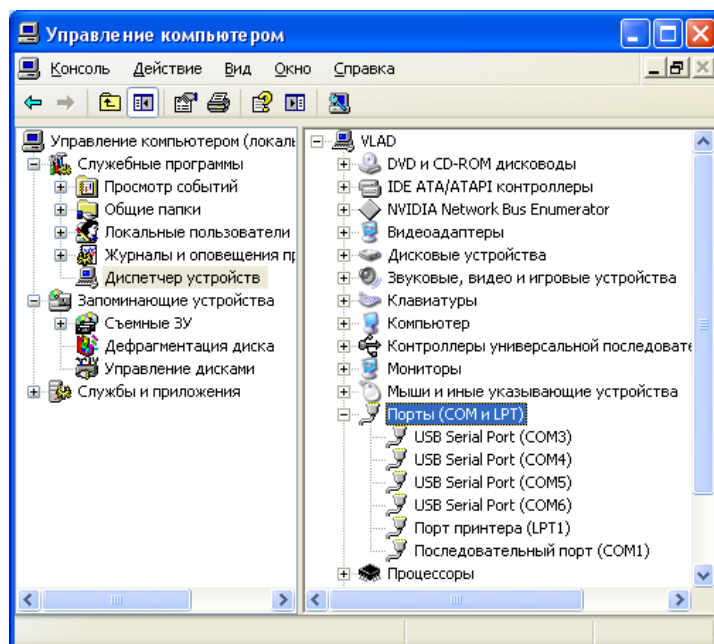 Управление компьютером
Консоль Действие Вид Окно Справка
Управление компьютером (локаль
Служебные программы
Просмотр событий
Общие папки
Локальные пользователи
Журналы и оповещения пр
Диспетчер устройств
Запоминающие устройства
Съемные ЗУ
Дефрагментация диска
Управление дисками
Службы и приложения
VLAD
DVD и CD-ROM дисководы
IDE ATA/ATAPI контроллеры
NVIDIA Network Bus Enumerator
Видеоадаптеры
Дисковые устройства
Звуковые, видео и игровые устройства
Клавиатуры
Компьютер
Контроллеры универсальной последовате
Мониторы
Мыши и иные указывающие устройства
Порты (COM и LPT)
USB Serial Port (COM3)
USB Serial Port (COM4)
USB Serial Port (COM5)
USB Serial Port (COM6)
Порт принтера (LPT1)
Последовательный порт (COM1)
Процессоры